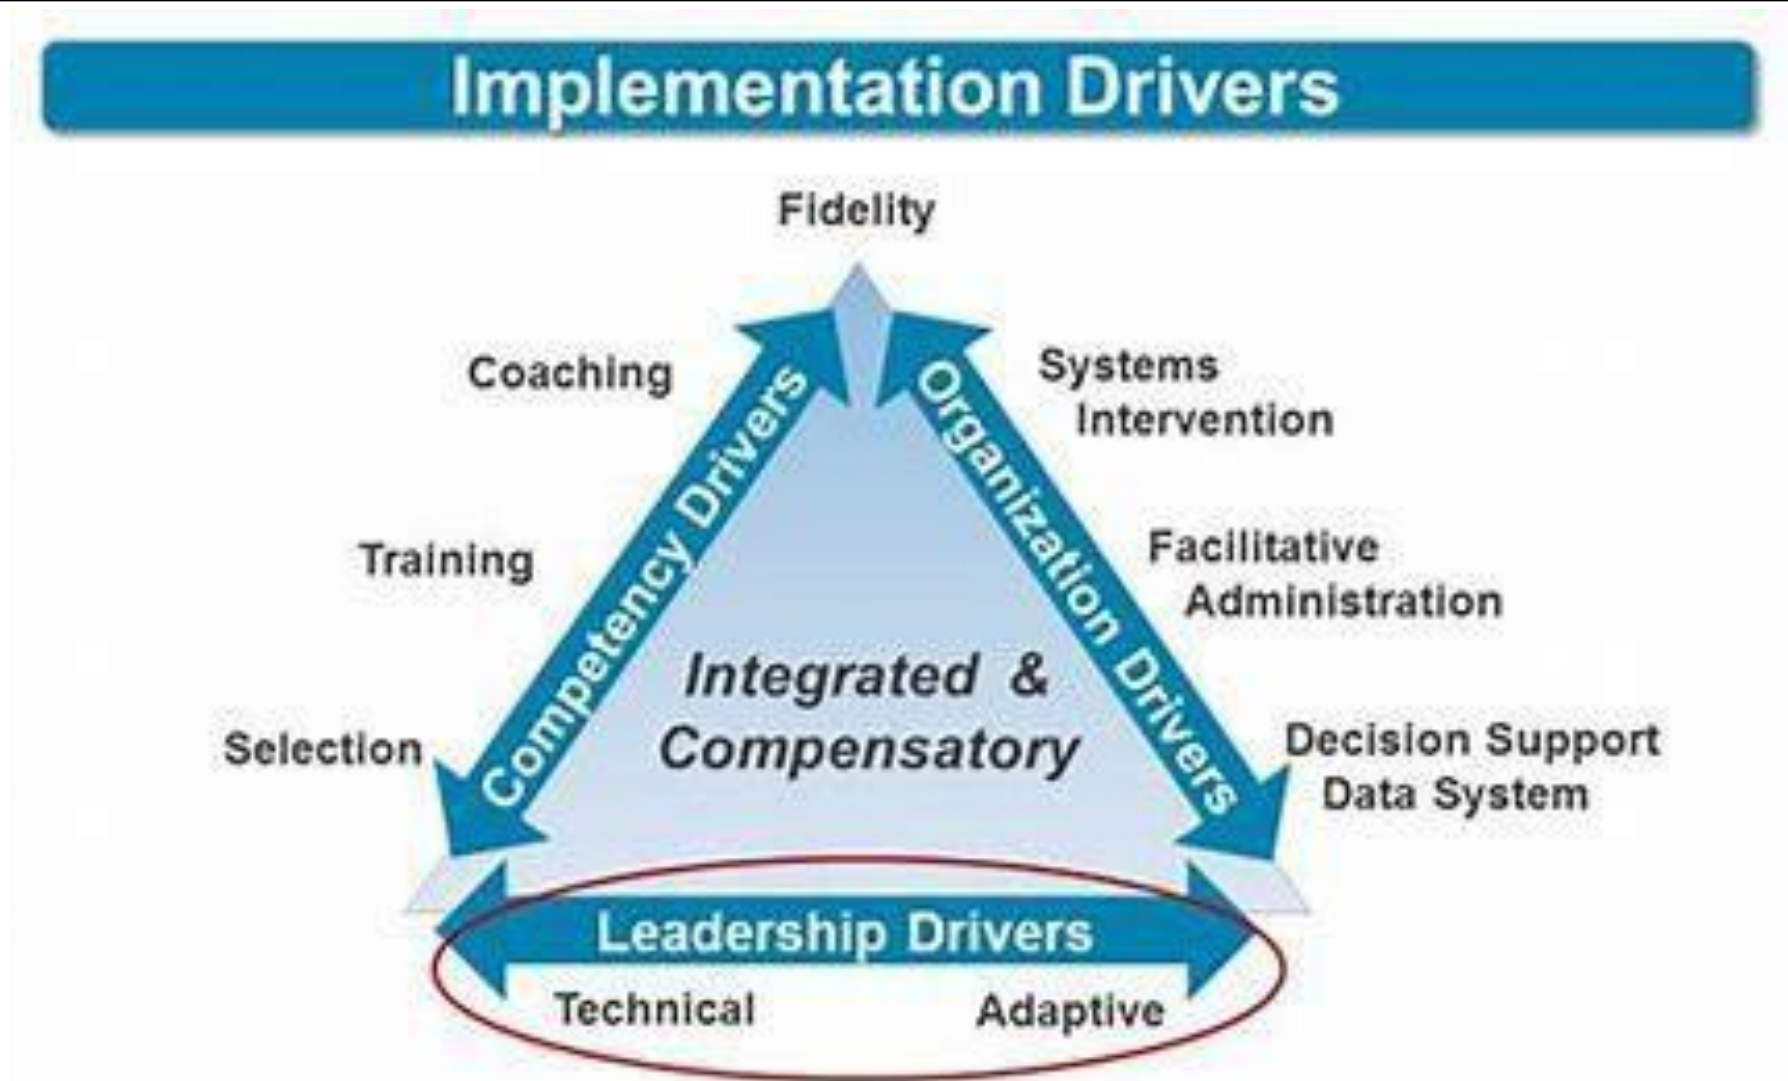 Implementation Drivers
Fidelity
Coaching
Systems
Intervention
Competency Drivers
Organization Drivers
Training
Facilitative
Administration
Integrated &
Compensatory
Selection
Decision Support
Data System
Leadership Drivers
Technical Adaptive